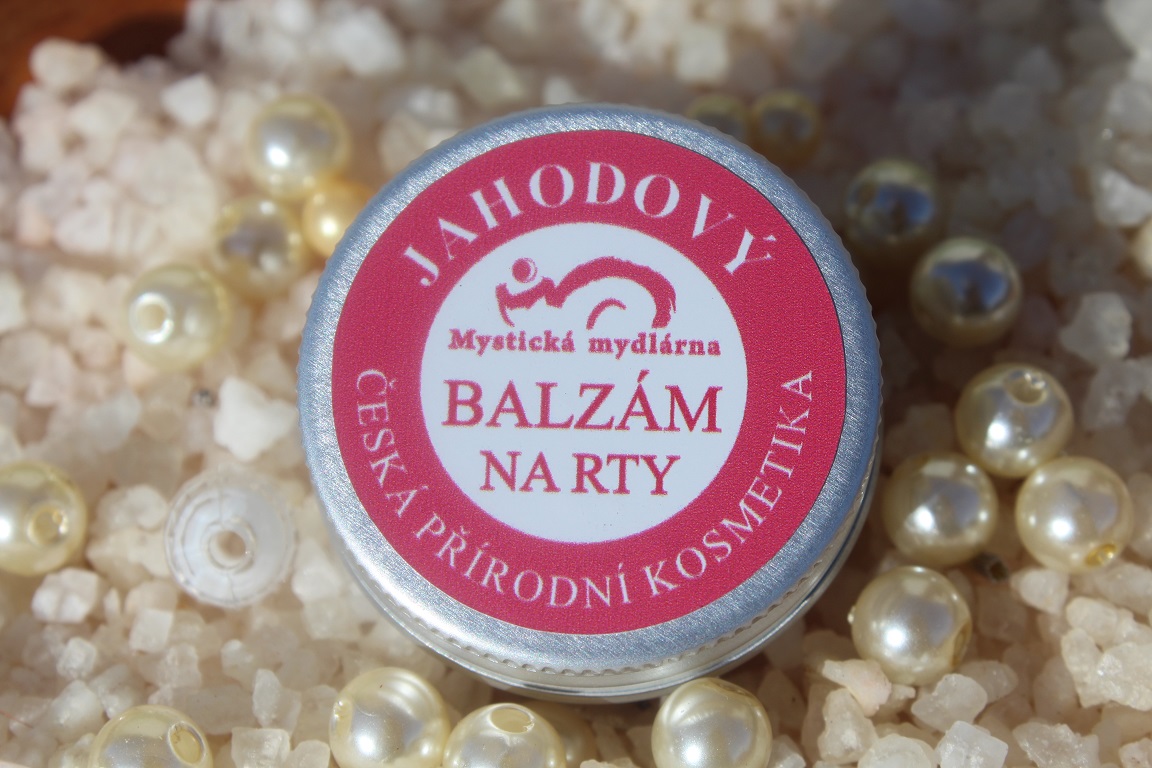 JAHODOVÝ
Mystická mydlárna
BALZÁM
NA RTY
ČESKÁ PŘÍRODNÍ KOSMETIKA